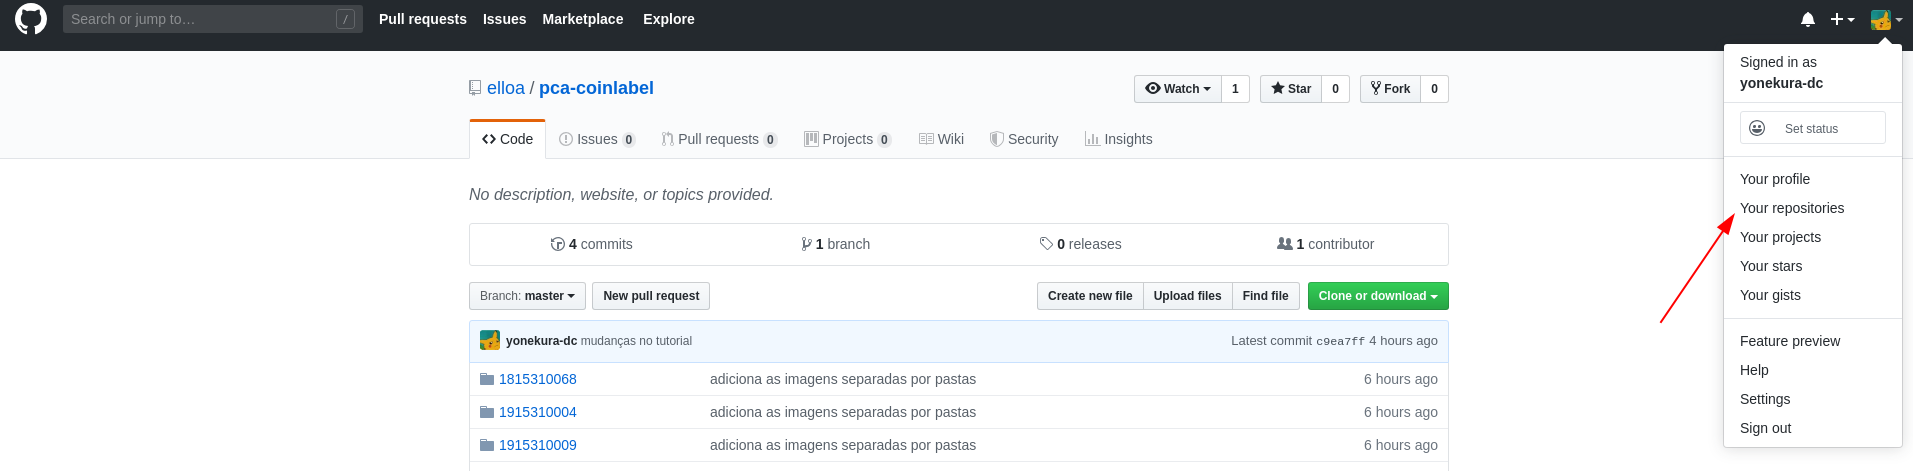 Search or jump to… / Pull requests Issues Marketplace Explore
Signed in as
yonekura-dc
Set status
Your profile
Your repositories
Your projects
Your stars
Your gists
Feature preview
Help
Settings
Sign out
elloa / pca-coinlabel Watch 1 Star 0 Fork 0
Code Issues 0 Pull requests 0 Projects 0 Wiki Security Insights
No description, website, or topics provided.
4 commits 1 branch 0 releases 1 contributor
Branch: master New pull request Create new file Upload files Find file Clone or download
yonekura-dc mudanças no tutorial Latest commit c9ea7ff 4 hours ago
1815310068 adiciona as imagens separadas por pastas 6 hours ago
1915310004 adiciona as imagens separadas por pastas 6 hours ago
1915310009 adiciona as imagens separadas por pastas 6 hours ago